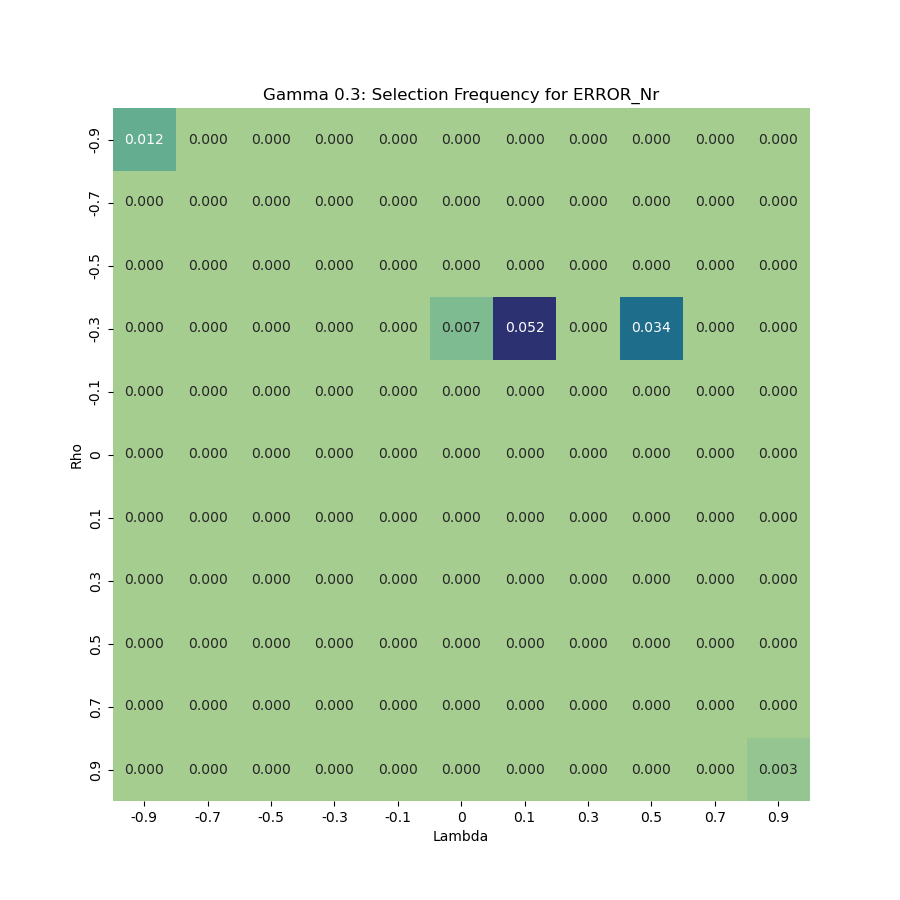 Gamma 0.3: Selection Frequency for ERROR_Nr
-0.9 0.012 0.000 0.000 0.000 0.000 0.000 0.000 0.000 0.000 0.000 0.000
-0.7 0.000 0.000 0.000 0.000 0.000 0.000 0.000 0.000 0.000 0.000 0.000
-0.5 0.000 0.000 0.000 0.000 0.000 0.000 0.000 0.000 0.000 0.000 0.000
-0.3 0.000 0.000 0.000 0.000 0.000 0.007 0.052 0.000 0.034 0.000 0.000
-0.1 0.000 0.000 0.000 0.000 0.000 0.000 0.000 0.000 0.000 0.000 0.000
Rho
0 0.000 0.000 0.000 0.000 0.000 0.000 0.000 0.000 0.000 0.000 0.000
0.1 0.000 0.000 0.000 0.000 0.000 0.000 0.000 0.000 0.000 0.000 0.000
0.3 0.000 0.000 0.000 0.000 0.000 0.000 0.000 0.000 0.000 0.000 0.000
0.5 0.000 0.000 0.000 0.000 0.000 0.000 0.000 0.000 0.000 0.000 0.000
0.7 0.000 0.000 0.000 0.000 0.000 0.000 0.000 0.000 0.000 0.000 0.000
0.9 0.000 0.000 0.000 0.000 0.000 0.000 0.000 0.000 0.000 0.000 0.003
-0.9 -0.7 -0.5 -0.3 -0.1 0 0.1 0.3 0.5 0.7 0.9
Lambda